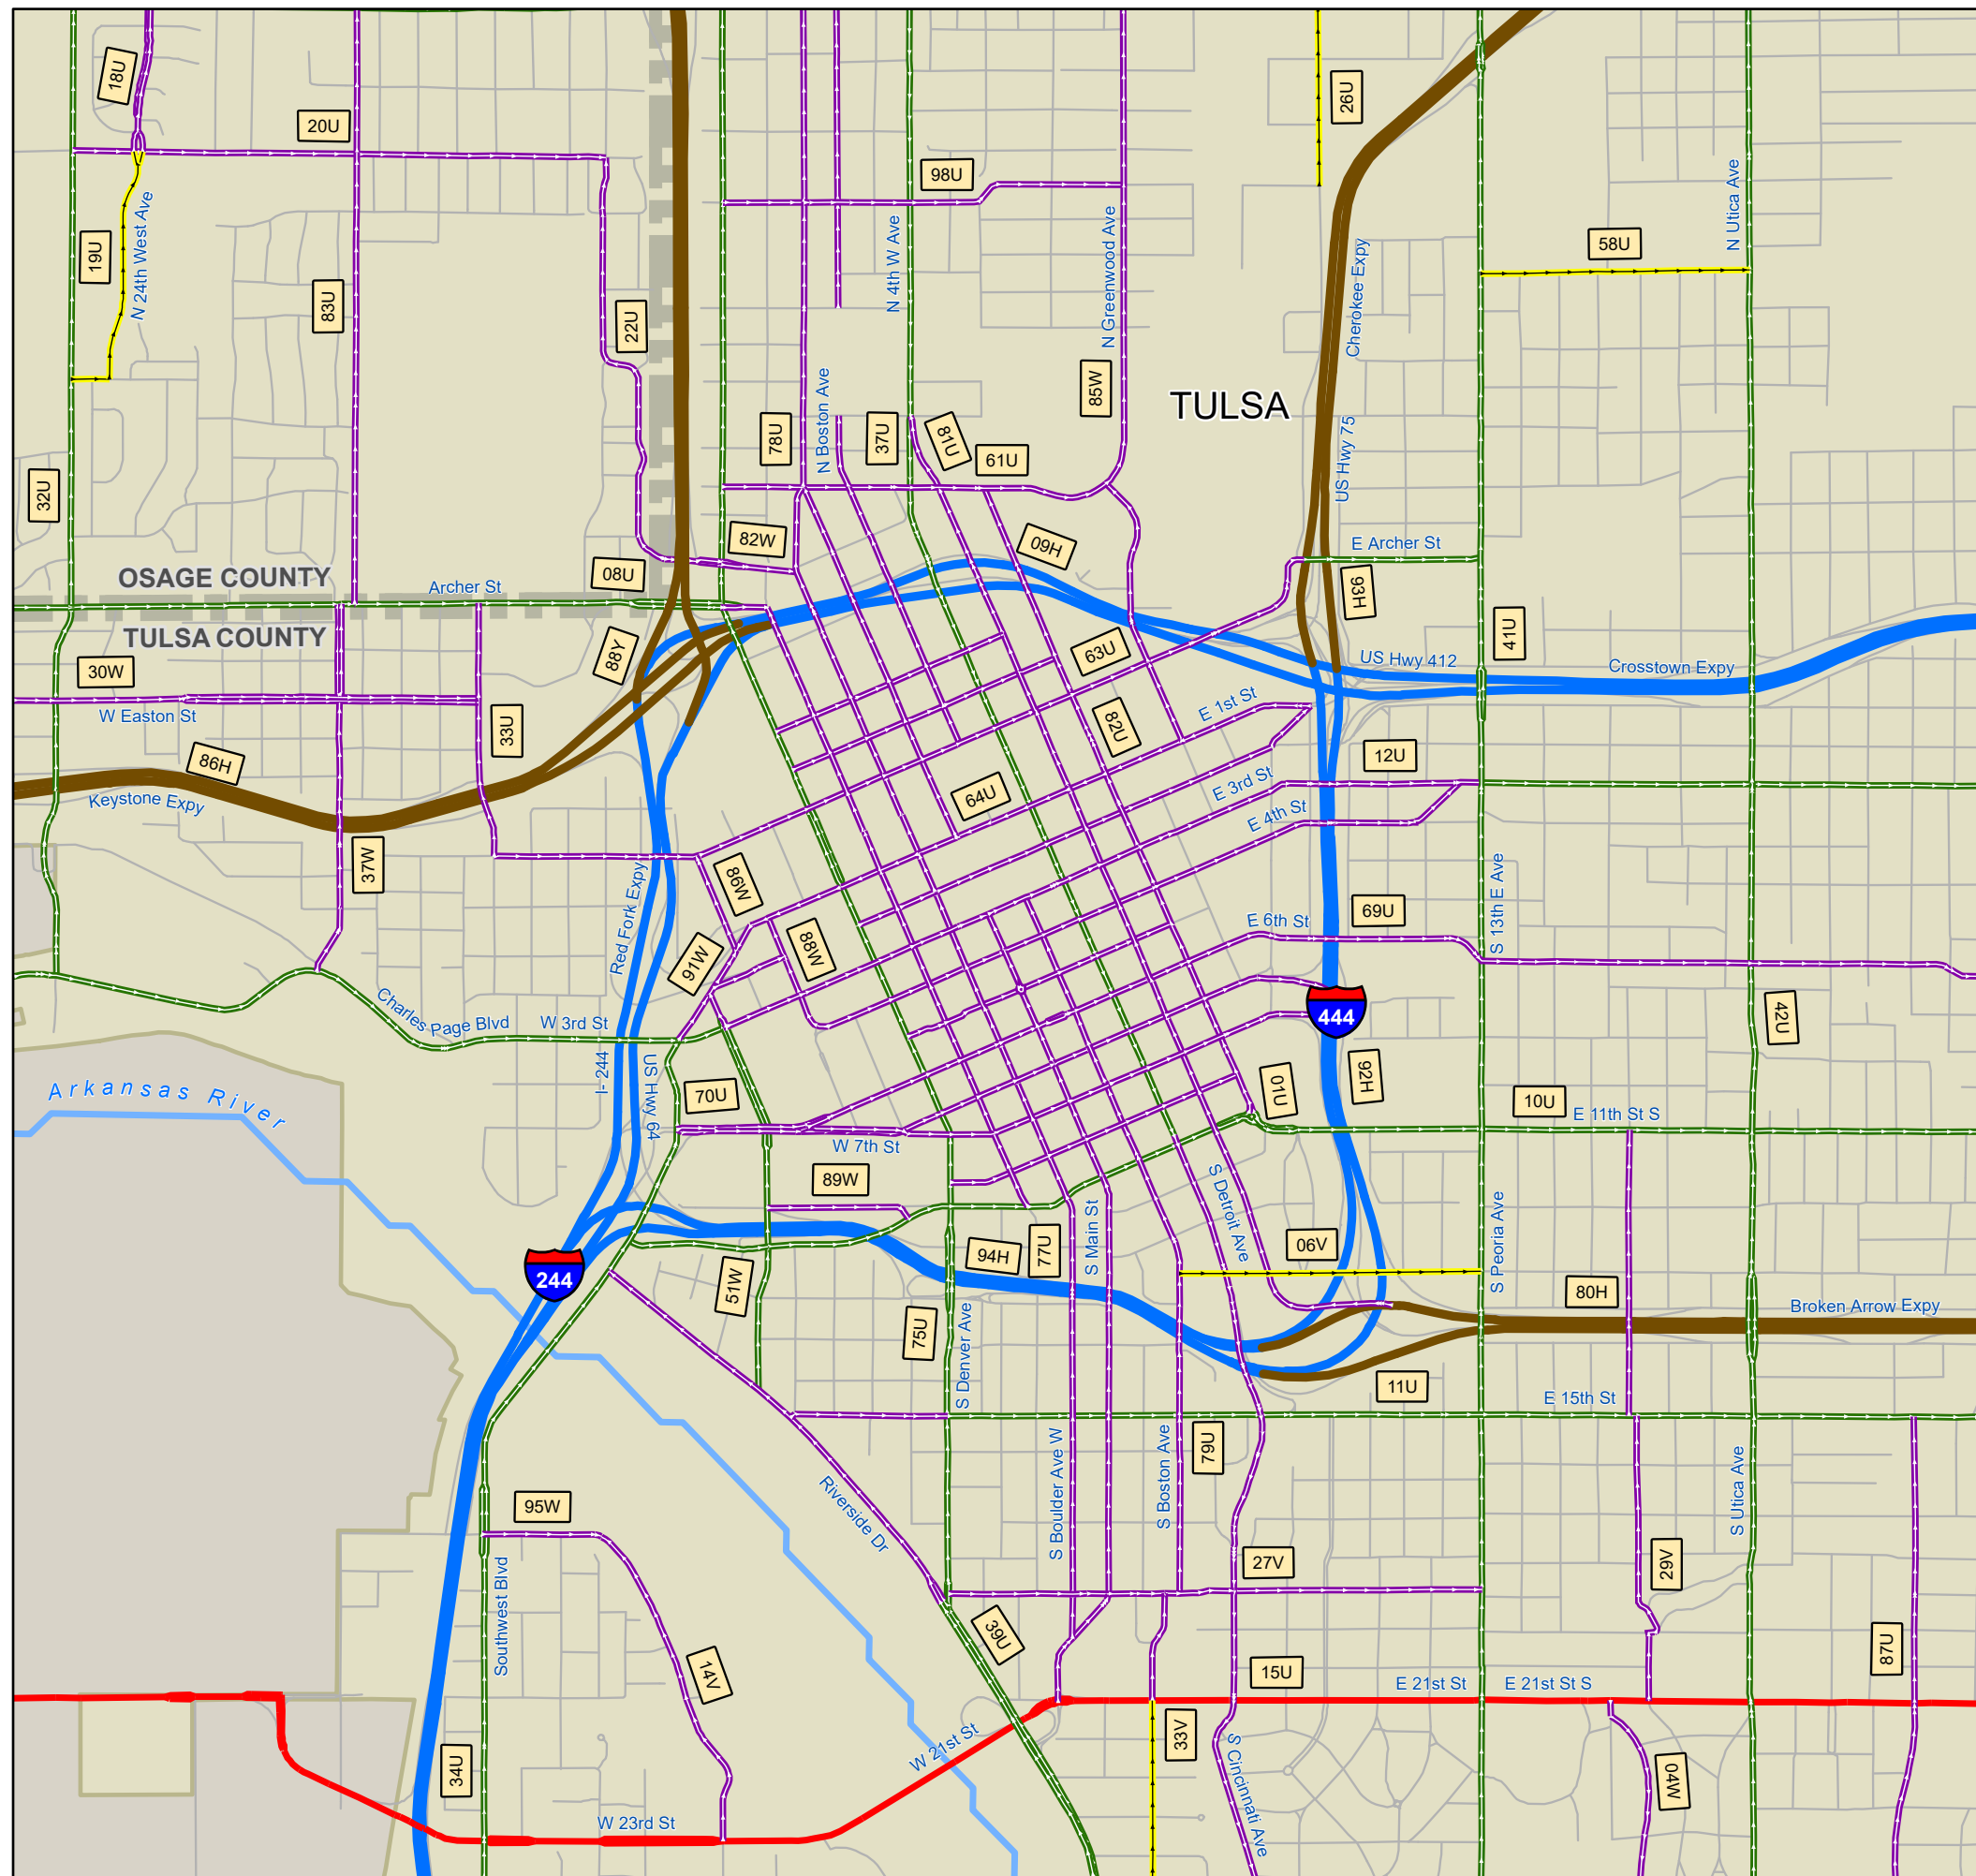 18U
20U
26U
98U
N 24th West Ave
19U
N 4th W Ave
N Greenwood Ave
N Utica Ave
58U
83U
22U
Cherokee Expy
85W
TULSA
78U
N Boston Ave
37U
81U
61U
US Hwy 75
32U
82W
09H
E Archer St
OSAGE COUNTY
08U
Archer St
93H
TULSA COUNTY
41U
88Y
63U
30W
US Hwy 412
Crosstown Expy
W Easton St
33U
E 1st St
82U
86H
12U
Keystone Expy
64U
E 3rd St
E 4th St
37W
86W
Red Fork Expy
S 13th E Ave
69U
E 6th St
88W
91W
Charles Page Blvd
W 3rd St
444
42U
Arkansas River
I- 244
US Hwy 64
70U
01U
92H
10U
E 11th St S
W 7th St
89W
S Detroit Ave
S Main St
S Peoria Ave
06V
94H
77U
244
51W
80H
Broken Arrow Expy
75U
S Denver Ave
11U
E 15th St
79U
S Boulder Ave W
S Boston Ave
S Utica Ave
Riverside Dr
95W
27V
29V
Southwest Blvd
39U
14V
15U
87U
E 21st St
E 21st St S
33V
W 21st St
34U
S Cincinnati Ave
04W
W 23rd St